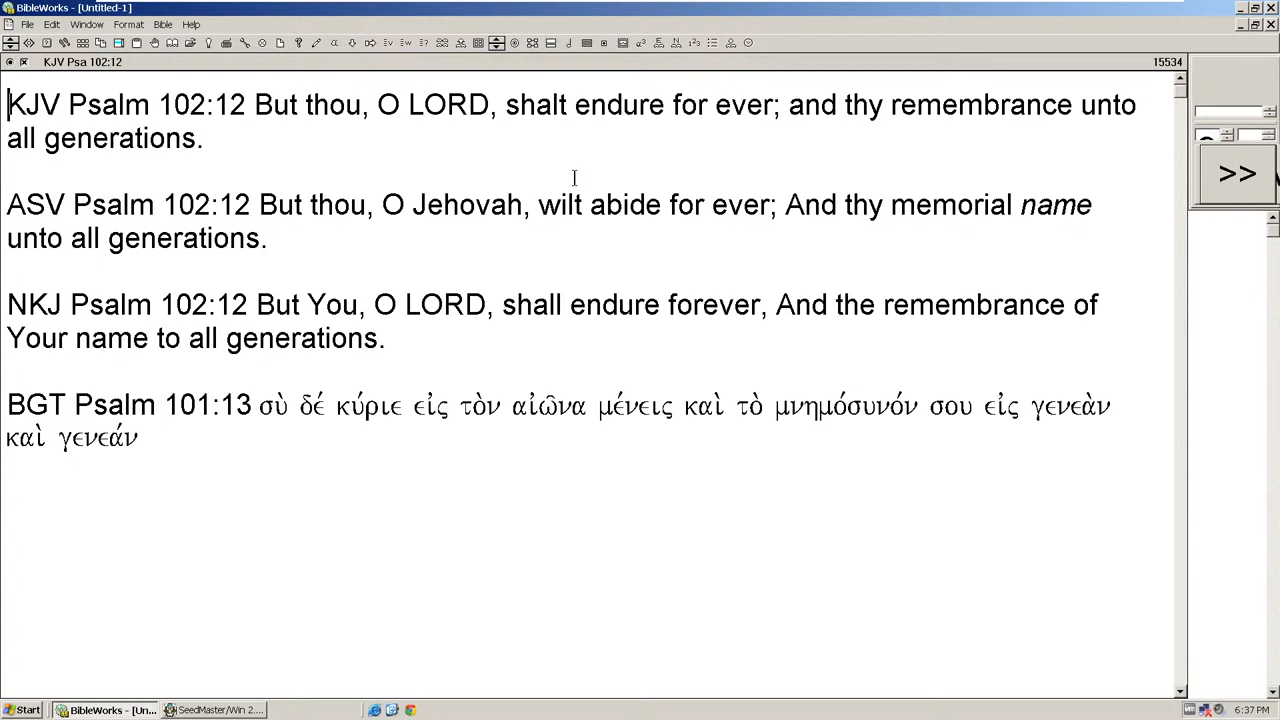 BibleWorks - [Untitled-1]
File Edit Window Format Bible Help
KJV Psa 102:12 15534
KJV Psalm 102:12 But thou, O LORD, shalt endure for ever; and thy remembrance unto
all generations.
ASV Psalm 102:12 But thou, O Jehovah, wilt abide for ever; And thy memorial name
unto all generations.
NKJ Psalm 102:12 But You, O LORD, shall endure forever, And the remembrance of
Your name to all generations.
BGT Psalm 101:13 σὺ δέ κύριε εἰς τὸν αἰῶνα μένεις καὶ τὸ μνημόσυνόν σου εἰς γενεὰν
καὶ γενεάν
>>
Start BibleWorks - [Un... SeedMaster/Win 2.... 6:37 PM